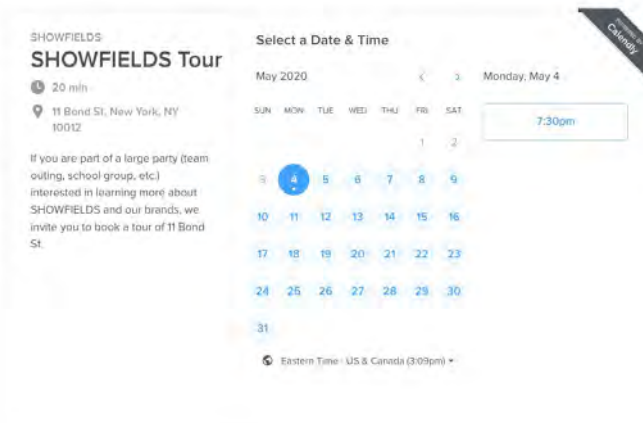 SHOWFIELDS
SHOWFIELDS Tour
20 min
11 Bond St, New York, NY
10012
If you are part of a large party (team
outing, school group, etc.)
interested in learning more about
SHOWFIELDS and our brands, we
invite you to book a tour of 11 Bond
St.
Select a Date & Time
May 2020
SUN MON TUE WED THU FRI SAT
1 2
3 4 5 6 7 8 9
10 11 12 13 14 15 16
17 18 19 20 21 22 23
24 25 26 27 28 29 30
31
Eastern Time - US & Canada (3:09pm)
Monday, May 4
7:30pm
POWERED BY
Calendly